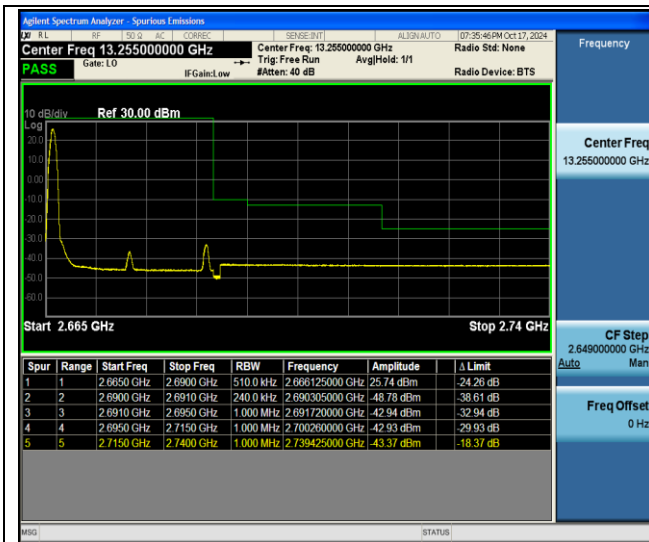 Agilent Spectrum Analyzer - Spurious Emissions
RL RF 50 Ω AC CORREC SENSE:INT ALIGN AUTO 07:35:46 PM Oct 17, 2024
Center Freq 13.255000000 GHz
Center Freq: 13.255000000 GHz
Radio Std: None
PASS
Gate: LO
IFGain:Low
Trig: Free Run Avg|Hold: 1/1
#Atten: 40 dB
Radio Device: BTS
10 dB/div Ref 30.00 dBm
Log
20.0
10.0
0.00
-10.0
-20.0
-30.0
-40.0
-50.0
-60.0
Start 2.665 GHz Stop 2.74 GHz
Spur Range Start Freq Stop Freq RBW Frequency Amplitude Δ Limit
1 1 2.6650 GHz 2.6900 GHz 510.0 kHz 2.666125000 GHz 25.74 dBm -24.26 dB
2 2 2.6900 GHz 2.6910 GHz 240.0 kHz 2.690305000 GHz -48.78 dBm -38.61 dB
3 3 2.6910 GHz 2.6950 GHz 1.000 MHz 2.691720000 GHz -42.94 dBm -32.94 dB
4 4 2.6950 GHz 2.7150 GHz 1.000 MHz 2.700260000 GHz -42.93 dBm -29.93 dB
5 5 2.7150 GHz 2.7400 GHz 1.000 MHz 2.739425000 GHz -43.37 dBm -18.37 dB
MSG STATUS
Frequency
Center Freq
13.255000000 GHz
CF Step
2.649000000 GHz
Auto Man
Freq Offset
0 Hz